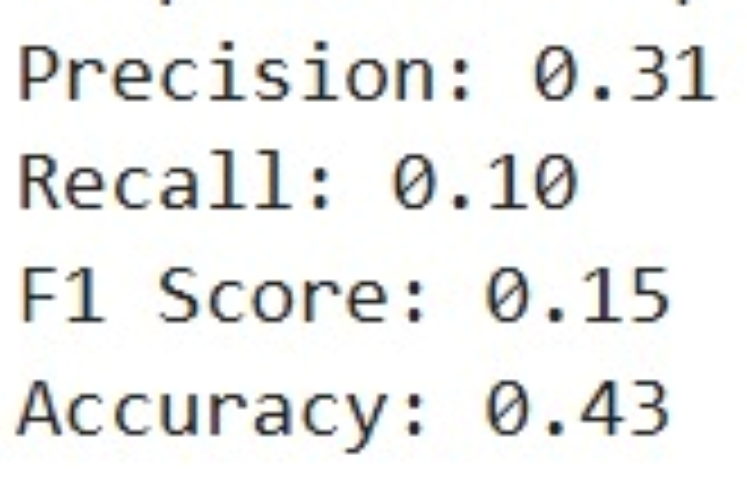 Precision: 0.31
Recall: 0.10
F1 Score: 0.15
Accuracy: 0.43